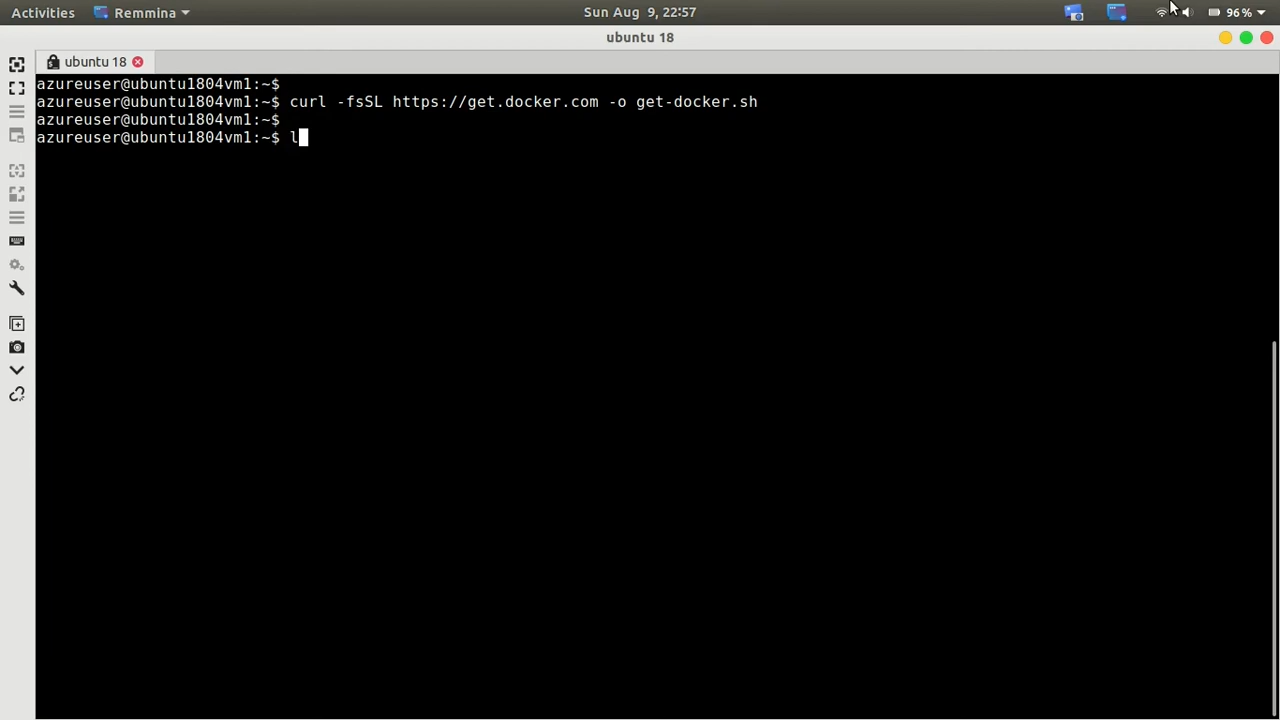 Activities Remmina Sun Aug 9, 22:57 96%
ubuntu 18
ubuntu 18
azureuser@ubuntu1804vm1:~$
azureuser@ubuntu1804vm1:~$ curl -fsSL https://get.docker.com -o get-docker.sh
azureuser@ubuntu1804vm1:~$
azureuser@ubuntu1804vm1:~$ l